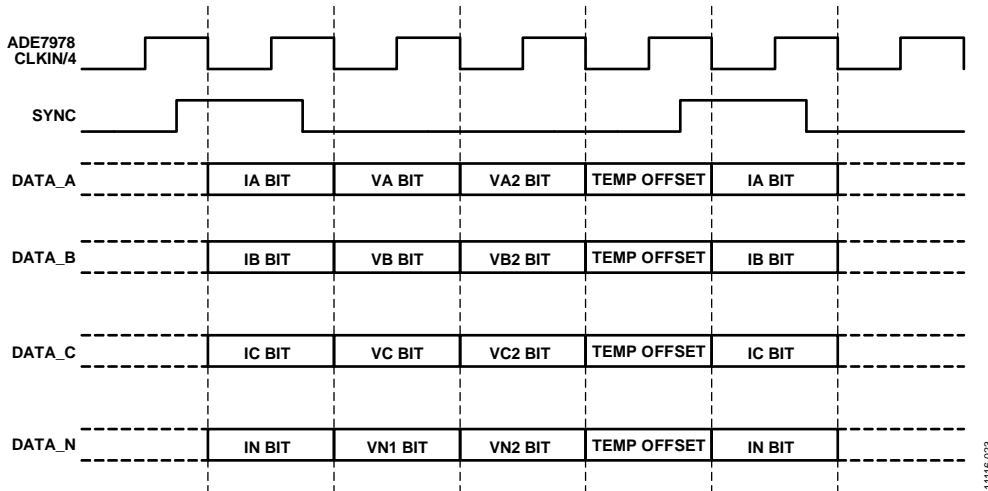 ADE7978
CLKIN/4
SYNC
DATA_A IA BIT VA BIT VA2 BIT TEMP OFFSET IA BIT
DATA_B IB BIT VB BIT VB2 BIT TEMP OFFSET IB BIT
DATA_C IC BIT VC BIT VC2 BIT TEMP OFFSET IC BIT
DATA_N IN BIT VN1 BIT VN2 BIT TEMP OFFSET IN BIT